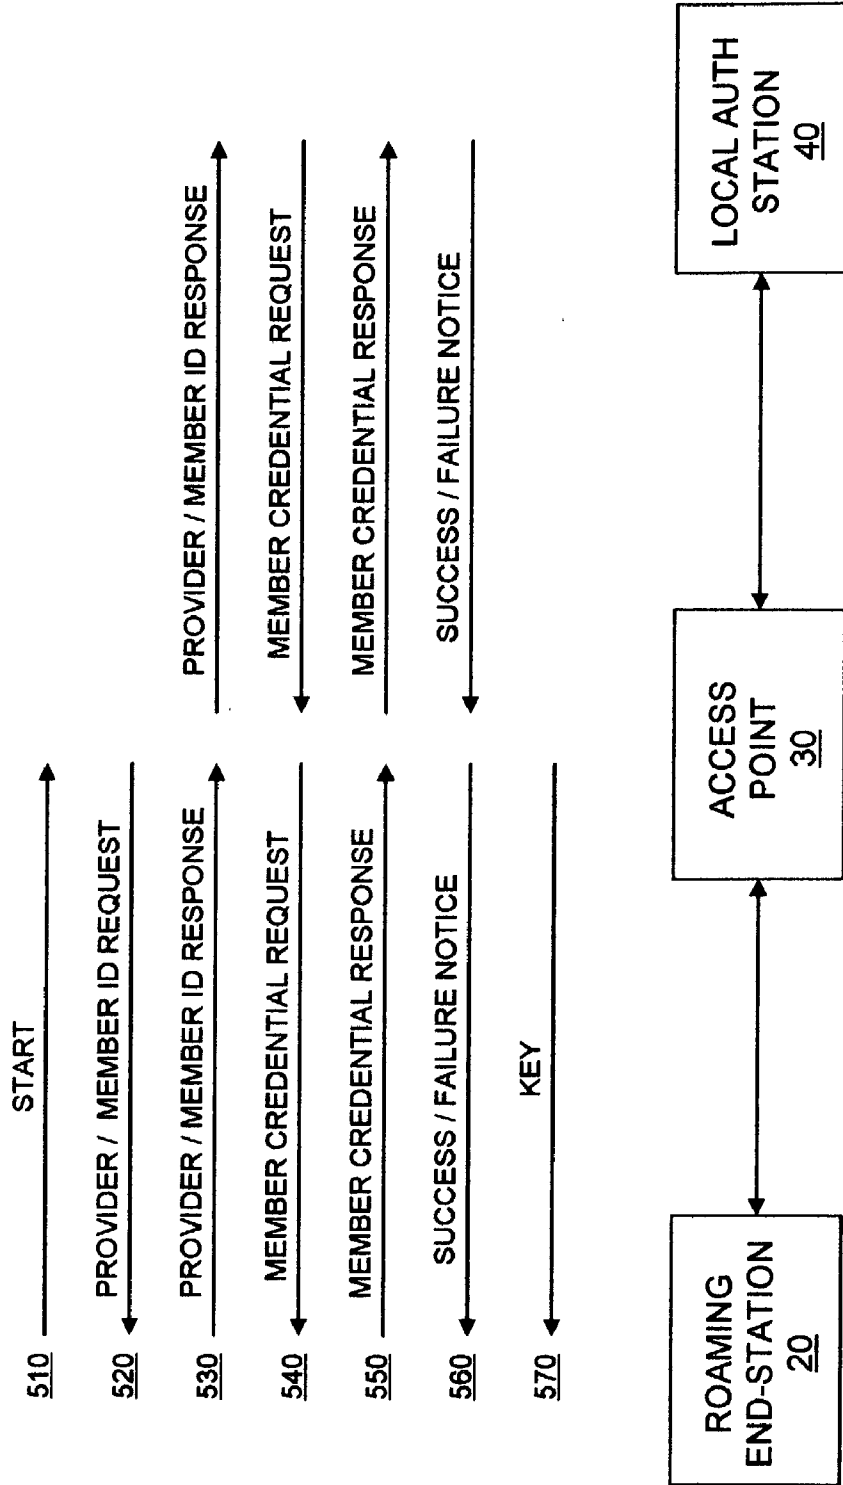 510
START
520
PROVIDER / MEMBER ID REQUEST
530
PROVIDER / MEMBER ID RESPONSE
PROVIDER / MEMBER ID RESPONSE
540
MEMBER CREDENTIAL REQUEST
MEMBER CREDENTIAL REQUEST
550
MEMBER CREDENTIAL RESPONSE
MEMBER CREDENTIAL RESPONSE
560
SUCCESS / FAILURE NOTICE
SUCCESS / FAILURE NOTICE
570
KEY
ROAMING
END-STATION
20
ACCESS
POINT
30
LOCAL AUTH
STATION
40